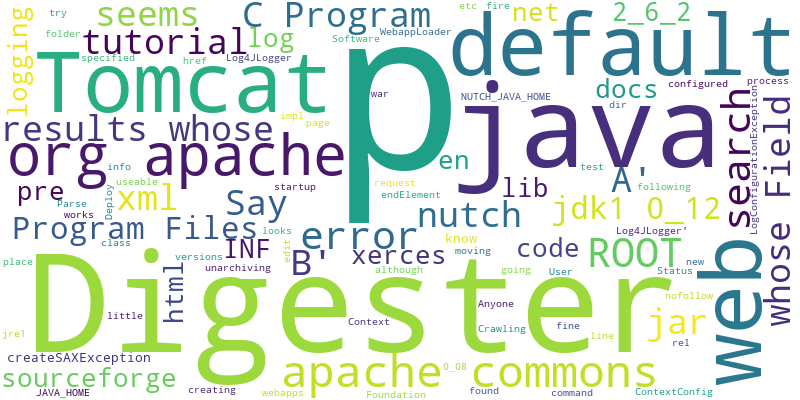 try
etc fire
seems
C Program
net
2_6_2
folder
Software
WebappLoader
logging
tutorial
log
default
specified
href
Log4JLogger
Tomcat
p
java
docs
configured
process
war
NUTCH_JAVA_HOME
dir
results whose
search
whose Field
LogConfigurationException
org apache
en
impl
page
info
test
following
pre
useable
request
endElement
lib
A'
xml
Say
startup
nutch
jdk1 0_12
Parse
works
Deploy
Program Files
error
Log4JLogger'
looks
know
moving
class
INF
B'
xerces
code
ROOT
web
edit
place
versions
unarchiving
although
going
User
Status
new
Digester
html
jre1
Anyone
nofollow
little
Context
Crawling
fine
line
jar
rel
createSAXException
sourceforge
apache commons
0_08
ContextConfig
JAVA_HOME
creating
webapps
Foundation
found
command